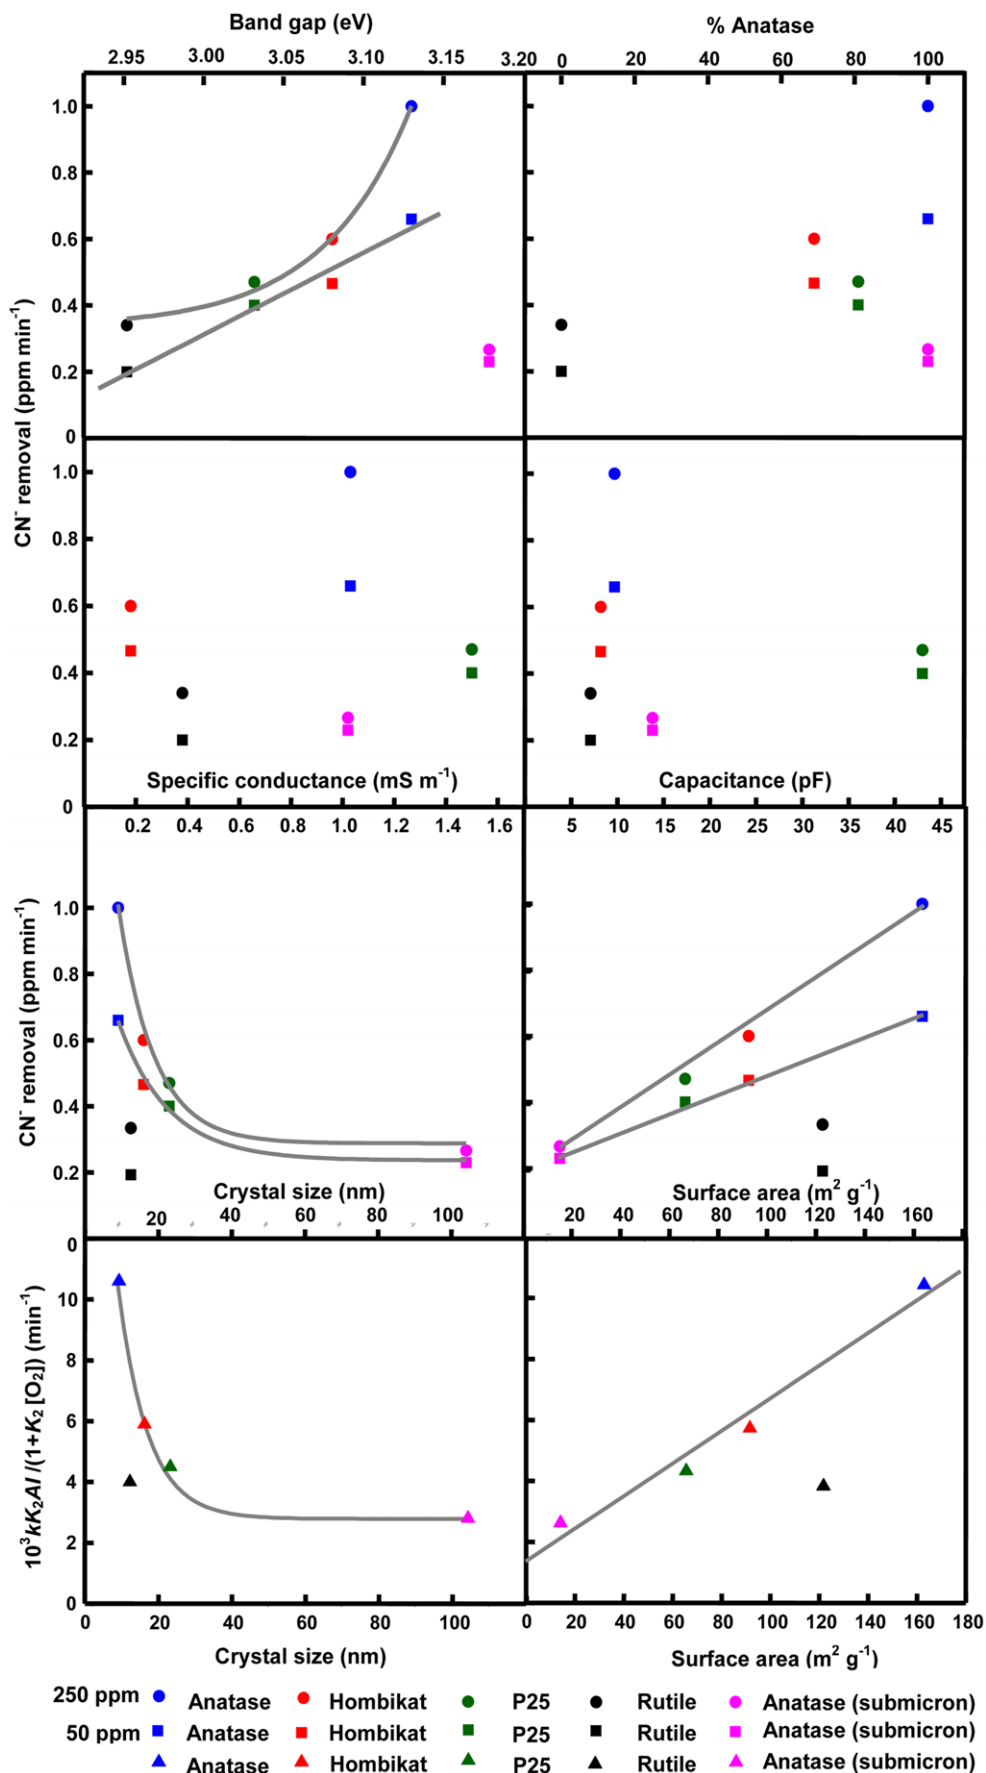 Band gap (eV)
% Anatase
2.95 3.00 3.05 3.10 3.15 3.20
0 20 40 60 80 100
1.0
0.8
0.6
0.4
0.2
0
CN⁻ removal (ppm min⁻¹)
1.0
0.8
0.6
0.4
0.2
0
Specific conductance (mS m⁻¹)
Capacitance (pF)
0.2 0.4 0.6 0.8 1.0 1.2 1.4 1.6
5 10 15 20 25 30 35 40 45
CN⁻ removal (ppm min⁻¹)
1.0
0.8
0.6
0.4
0.2
0
Crystal size (nm)
Surface area (m² g⁻¹)
20 40 60 80 100
20 40 60 80 100 120 140 160 180
10³kK₂AI /(1+K₂ [O₂]) (min⁻¹)
10
8
6
4
2
0
0 20 40 60 80 100
0 20 40 60 80 100 120 140 160 180
Crystal size (nm)
Surface area (m² g⁻¹)
250 ppm Anatase Hombikat P25 Rutile Anatase (submicron)
50 ppm Anatase Hombikat P25 Rutile Anatase (submicron)
Anatase Hombikat P25 Rutile Anatase (submicron)